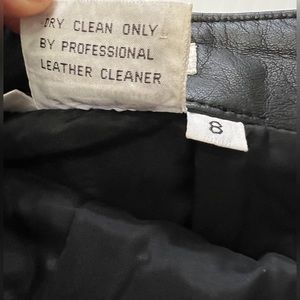 DRY CLEAN ONLY
BY PROFESSIONAL
LEATHER CLEANER
8